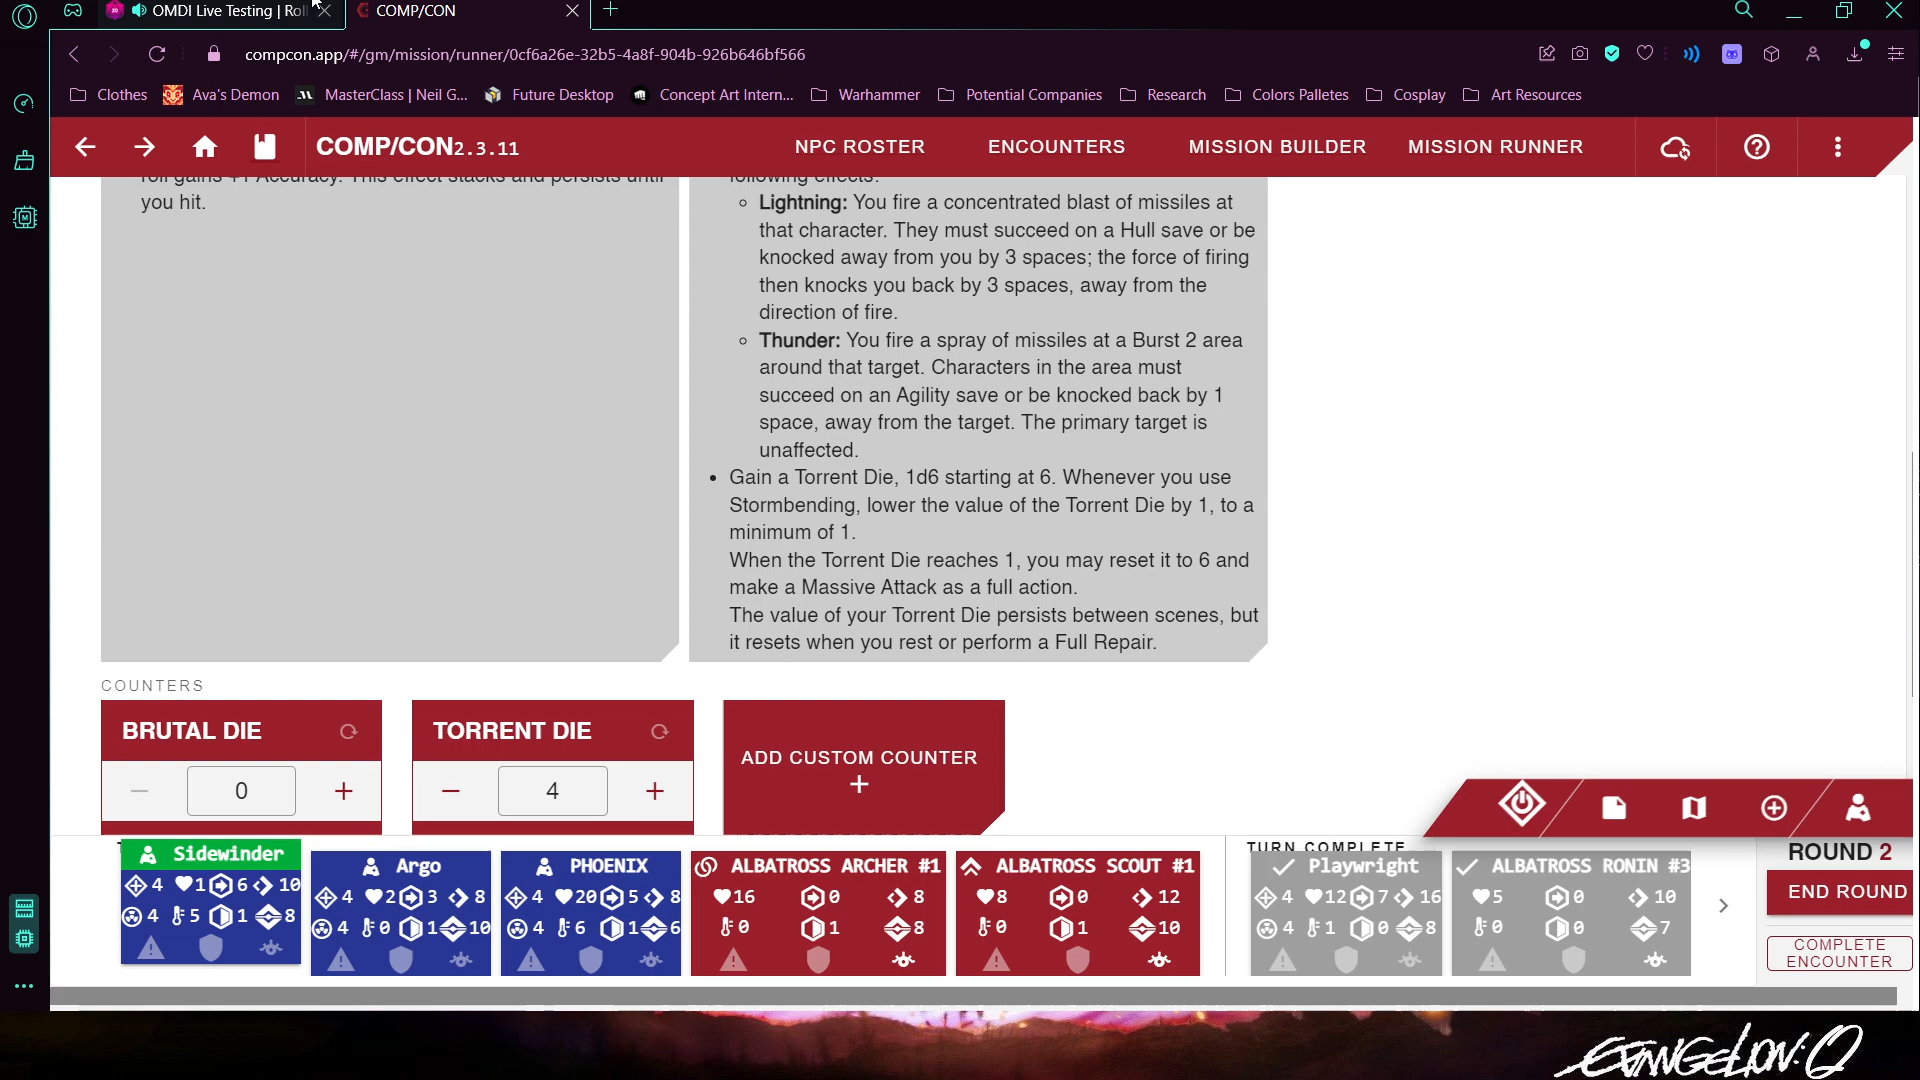 OMDI Live Testing | Rol
COMP/CON
compcon.app/#/gm/mission/runner/0cf6a26e-32b5-4a8f-904b-926b646bf566
Clothes Ava's Demon MasterClass | Neil G... Future Desktop Concept Art Intern... Warhammer Potential Companies Research Colors Palletes Cosplay Art Resources
COMP/CON2.3.11 NPC ROSTER ENCOUNTERS MISSION BUILDER MISSION RUNNER
roll gains +1 Accuracy. This effect stacks and persists until
you hit.
following effects:
Lightning: You fire a concentrated blast of missiles at
that character. They must succeed on a Hull save or be
knocked away from you by 3 spaces; the force of firing
then knocks you back by 3 spaces, away from the
direction of fire.
Thunder: You fire a spray of missiles at a Burst 2 area
around that target. Characters in the area must
succeed on an Agility save or be knocked back by 1
space, away from the target. The primary target is
unaffected.
• Gain a Torrent Die, 1d6 starting at 6. Whenever you use
Stormbending, lower the value of the Torrent Die by 1, to a
minimum of 1.
When the Torrent Die reaches 1, you may reset it to 6 and
make a Massive Attack as a full action.
The value of your Torrent Die persists between scenes, but
it resets when you rest or perform a Full Repair.
COUNTERS
BRUTAL DIE
− 0 +
TORRENT DIE
− 4 +
ADD CUSTOM COUNTER
+
Sidewinder
4 1 6 10
4 5 1 8
Argo
4 2 3 8
4 0 1 10
PHOENIX
4 20 5 8
4 6 1 6
ALBATROSS ARCHER #1
16 0 8
0 1 8
ALBATROSS SCOUT #1
8 0 12
0 1 10
TURN COMPLETE
Playwright
4 12 7 16
4 1 0 8
ALBATROSS RONIN #3
5 0 10
0 0 7
ROUND 2
END ROUND
COMPLETE
ENCOUNTER
EVANGELION:Q